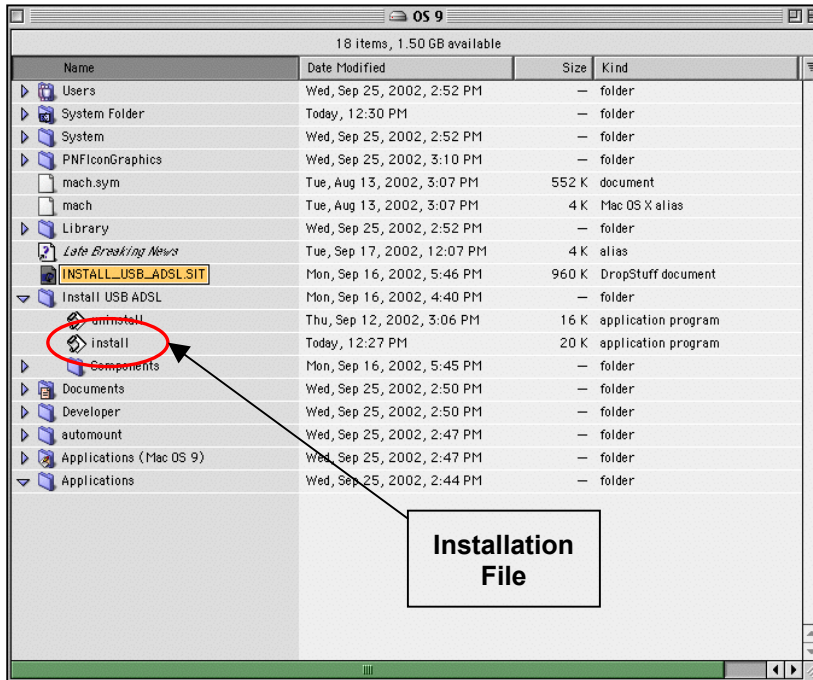 OS 9
18 items, 1.50 GB available
Name Date Modified Size Kind
Users Wed, Sep 25, 2002, 2:52 PM — folder
System Folder Today, 12:30 PM — folder
System Wed, Sep 25, 2002, 2:52 PM — folder
PNFIconGraphics Wed, Sep 25, 2002, 3:10 PM — folder
mach.sym Tue, Aug 13, 2002, 3:07 PM 552 K document
mach Tue, Aug 13, 2002, 3:07 PM 4 K Mac OS X alias
Library Wed, Sep 25, 2002, 2:52 PM — folder
Late Breaking News Tue, Sep 17, 2002, 12:07 PM 4 K alias
INSTALL_USB_ADSL.SIT Mon, Sep 16, 2002, 5:46 PM 960 K DropStuff document
Install USB ADSL Mon, Sep 16, 2002, 4:40 PM — folder
uninstall Thu, Sep 12, 2002, 3:06 PM 16 K application program
install Today, 12:27 PM 20 K application program
Components Mon, Sep 16, 2002, 5:45 PM — folder
Documents Wed, Sep 25, 2002, 2:50 PM — folder
Developer Wed, Sep 25, 2002, 2:50 PM — folder
automount Wed, Sep 25, 2002, 2:47 PM — folder
Applications (Mac OS 9) Wed, Sep 25, 2002, 2:47 PM — folder
Applications Wed, Sep 25, 2002, 2:44 PM — folder
Installation
File